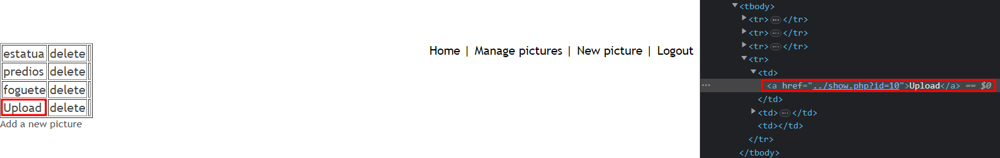 estatua delete
predios delete
foguete delete
Upload delete
Add a new picture
Home | Manage pictures | New picture | Logout
<tbody>
<tr>…</tr>
<tr>…</tr>
<tr>…</tr>
<tr>
<td>
<a href="../show.php?id=10">Upload</a> == $0
</td>
<td>…</td>
<td></td>
</tr>
</tbody>